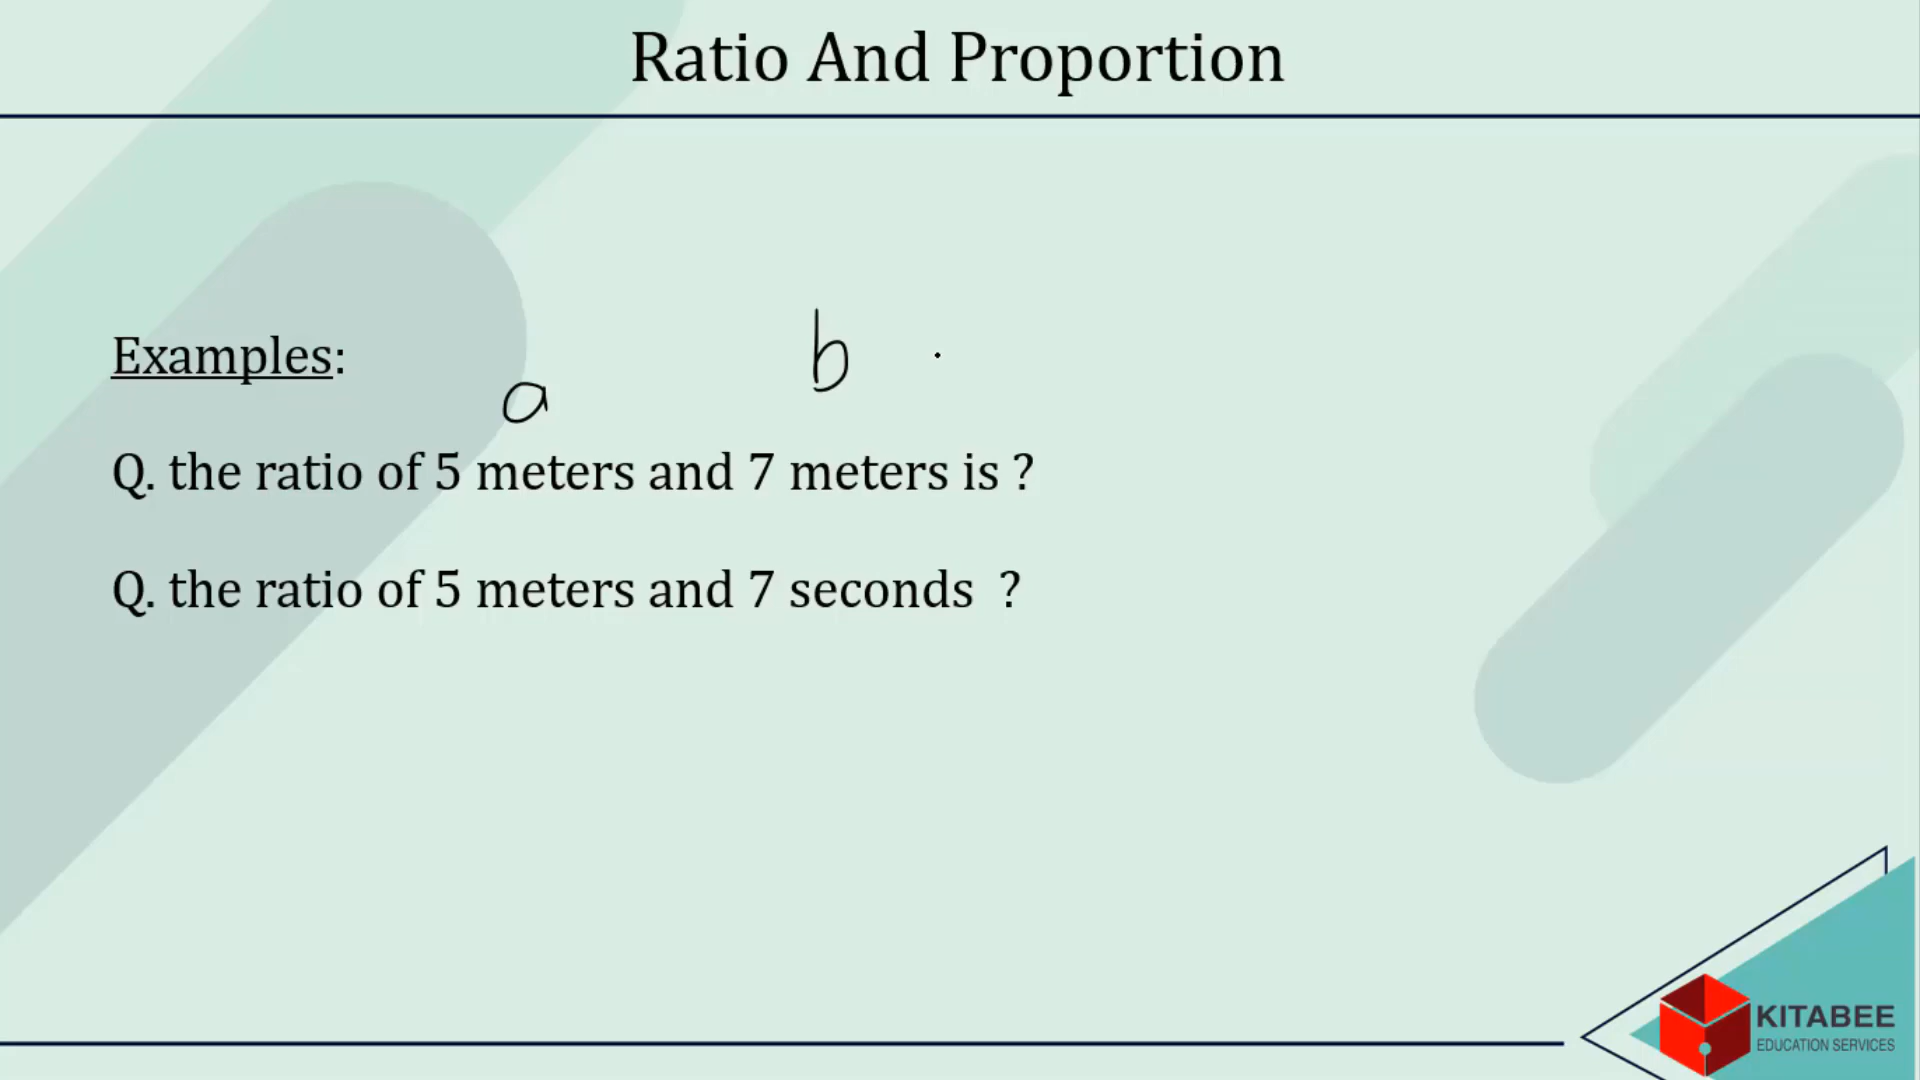 Ratio And Proportion
Examples:
a b
Q. the ratio of 5 meters and 7 meters is ?
Q. the ratio of 5 meters and 7 seconds ?
KITABEE
EDUCATION SERVICES